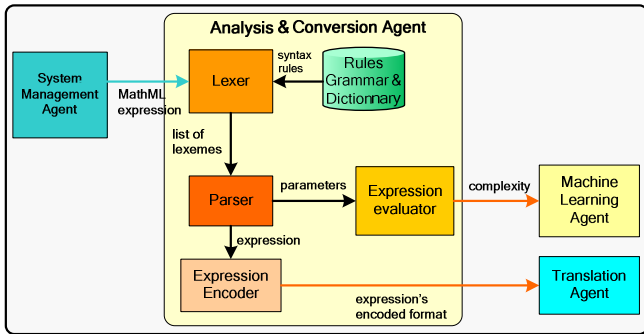 Analysis & Conversion Agent
System
Management
Agent
MathML
expression
Lexer
syntax
rules
Rules
Grammar &
Dictionnary
list of
lexemes
Parser
parameters
Expression
evaluator
complexity
Machine
Learning
Agent
expression
Expression
Encoder
expression's
encoded format
Translation
Agent